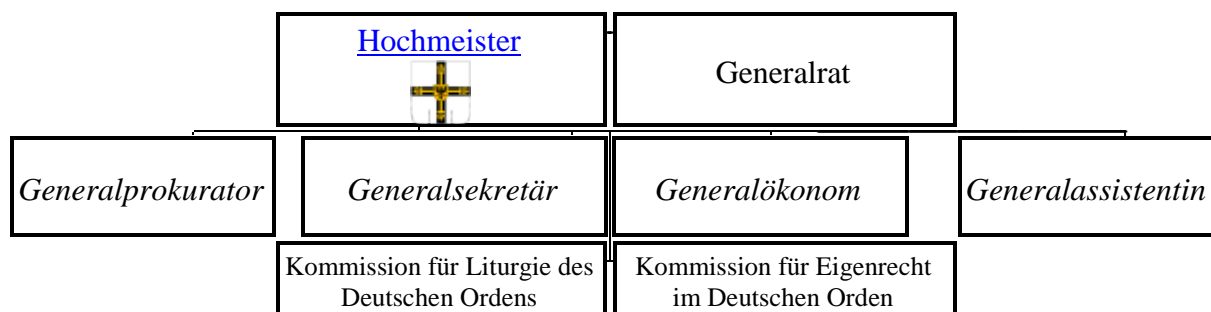 Hochmeister
Generalrat
Generalprokurator
Generalsekretär
Generalökonom
Generalassistentin
Kommission für Liturgie des
Deutschen Ordens
Kommission für Eigenrecht
im Deutschen Orden